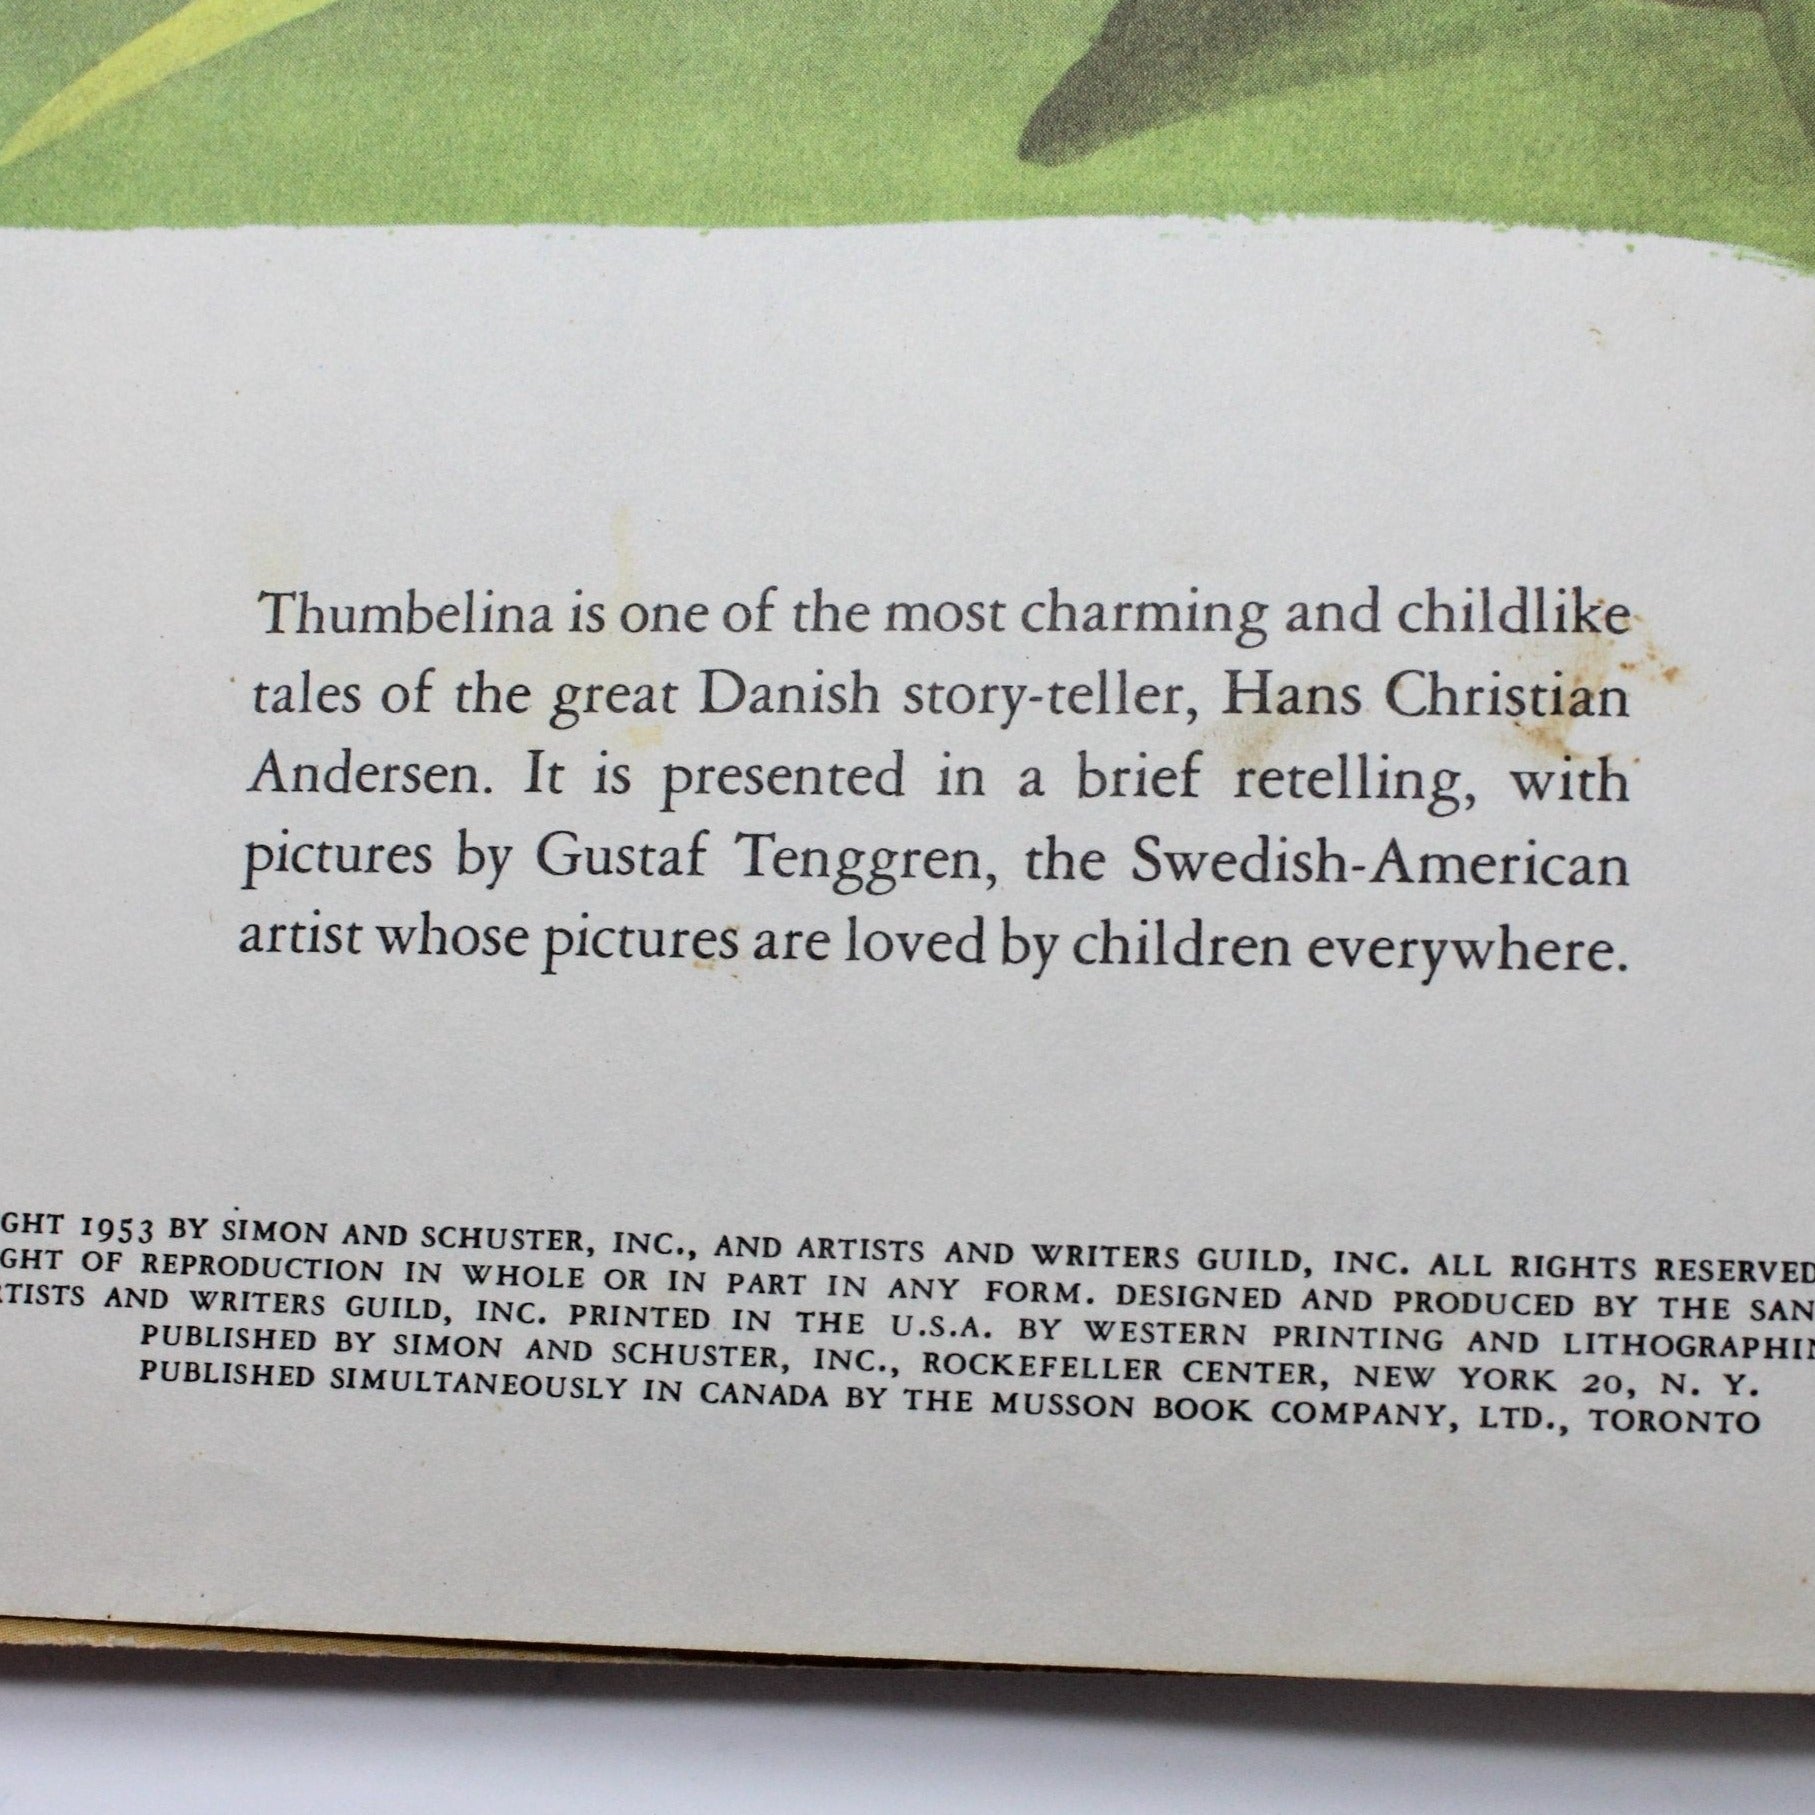 Thumbelina is one of the most charming and childlike
tales of the great Danish story-teller, Hans Christian
Andersen. It is presented in a brief retelling, with
pictures by Gustaf Tenggren, the Swedish-American
artist whose pictures are loved by children everywhere.
GHT 1953 BY SIMON AND SCHUSTER, INC., AND ARTISTS AND WRITERS GUILD, INC. ALL RIGHTS RESERVED
GHT OF REPRODUCTION IN WHOLE OR IN PART IN ANY FORM. DESIGNED AND PRODUCED BY THE SAN
RTISTS AND WRITERS GUILD, INC. PRINTED IN THE U.S.A. BY WESTERN PRINTING AND LITHOGRAPHIN
PUBLISHED BY SIMON AND SCHUSTER, INC., ROCKEFELLER CENTER, NEW YORK 20, N. Y.
PUBLISHED SIMULTANEOUSLY IN CANADA BY THE MUSSON BOOK COMPANY, LTD., TORONTO